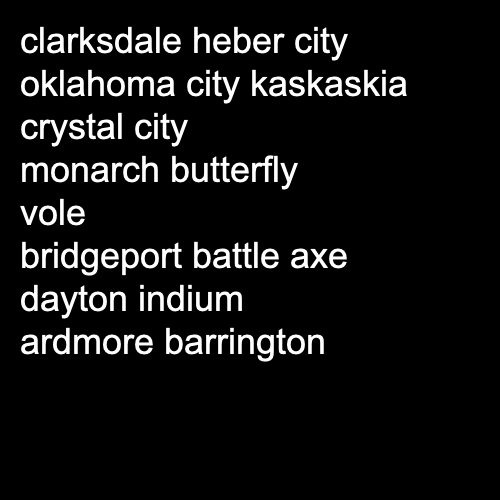 clarksdale heber city
oklahoma city kaskaskia
crystal city
monarch butterfly
vole
bridgeport battle axe
dayton indium
ardmore barrington